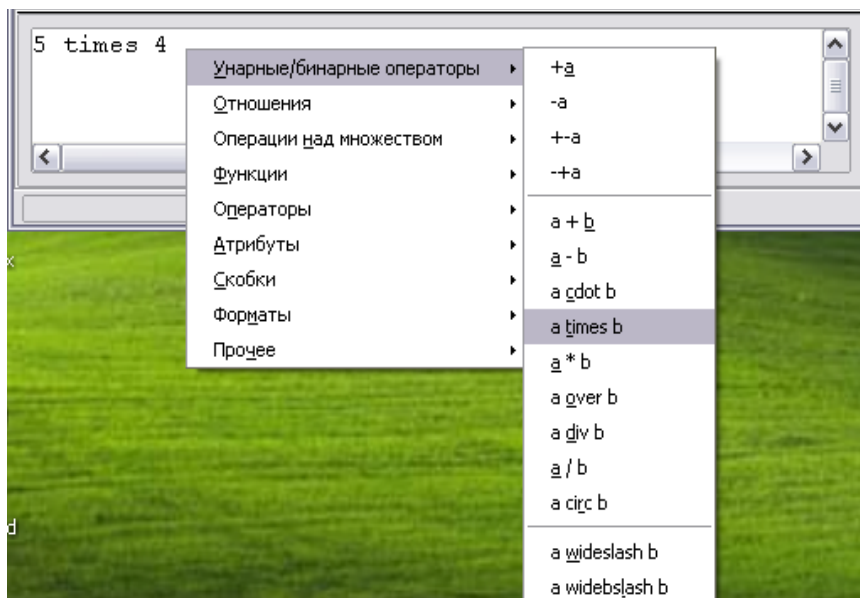 5 times 4
Унарные/бинарные операторы
Отношения
Операции над множеством
Функции
Операторы
Атрибуты
Скобки
Форматы
Прочее
+a
-a
+-a
-+a
a + b
a - b
a cdot b
a times b
a * b
a over b
a div b
a / b
a circ b
a wideslash b
a widebslash b
x
d